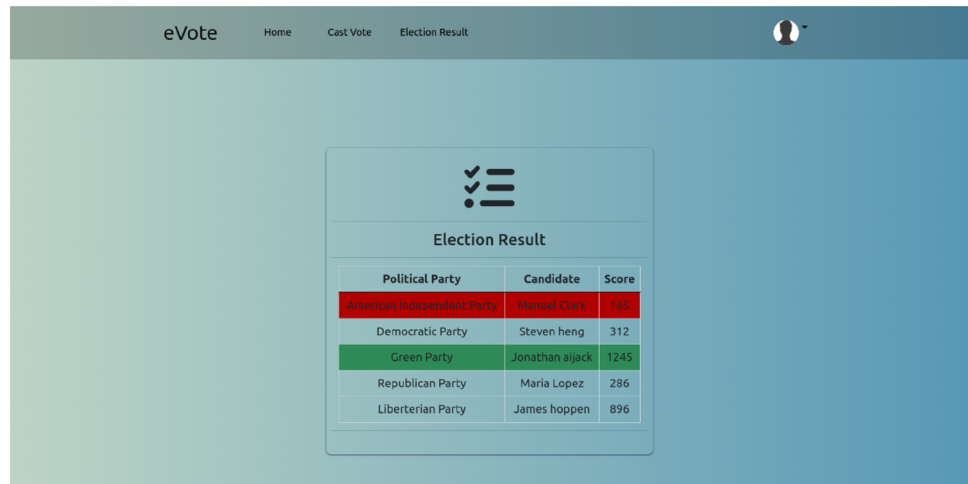 eVote Home Cast Vote Election Result
Election Result
Political Party Candidate Score
American Independent Party Manuel Clark 165
Democratic Party Steven heng 312
Green Party Jonathan aijack 1245
Republican Party Maria Lopez 286
Liberterian Party James hoppen 896